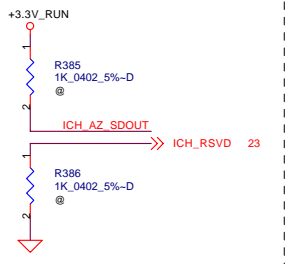 +3.3V_RUN
1
R385
1K_0402_5%~D
@
2
ICH_AZ_SDOUT
ICH_RSVD 23
1
R386
1K_0402_5%~D
@
2